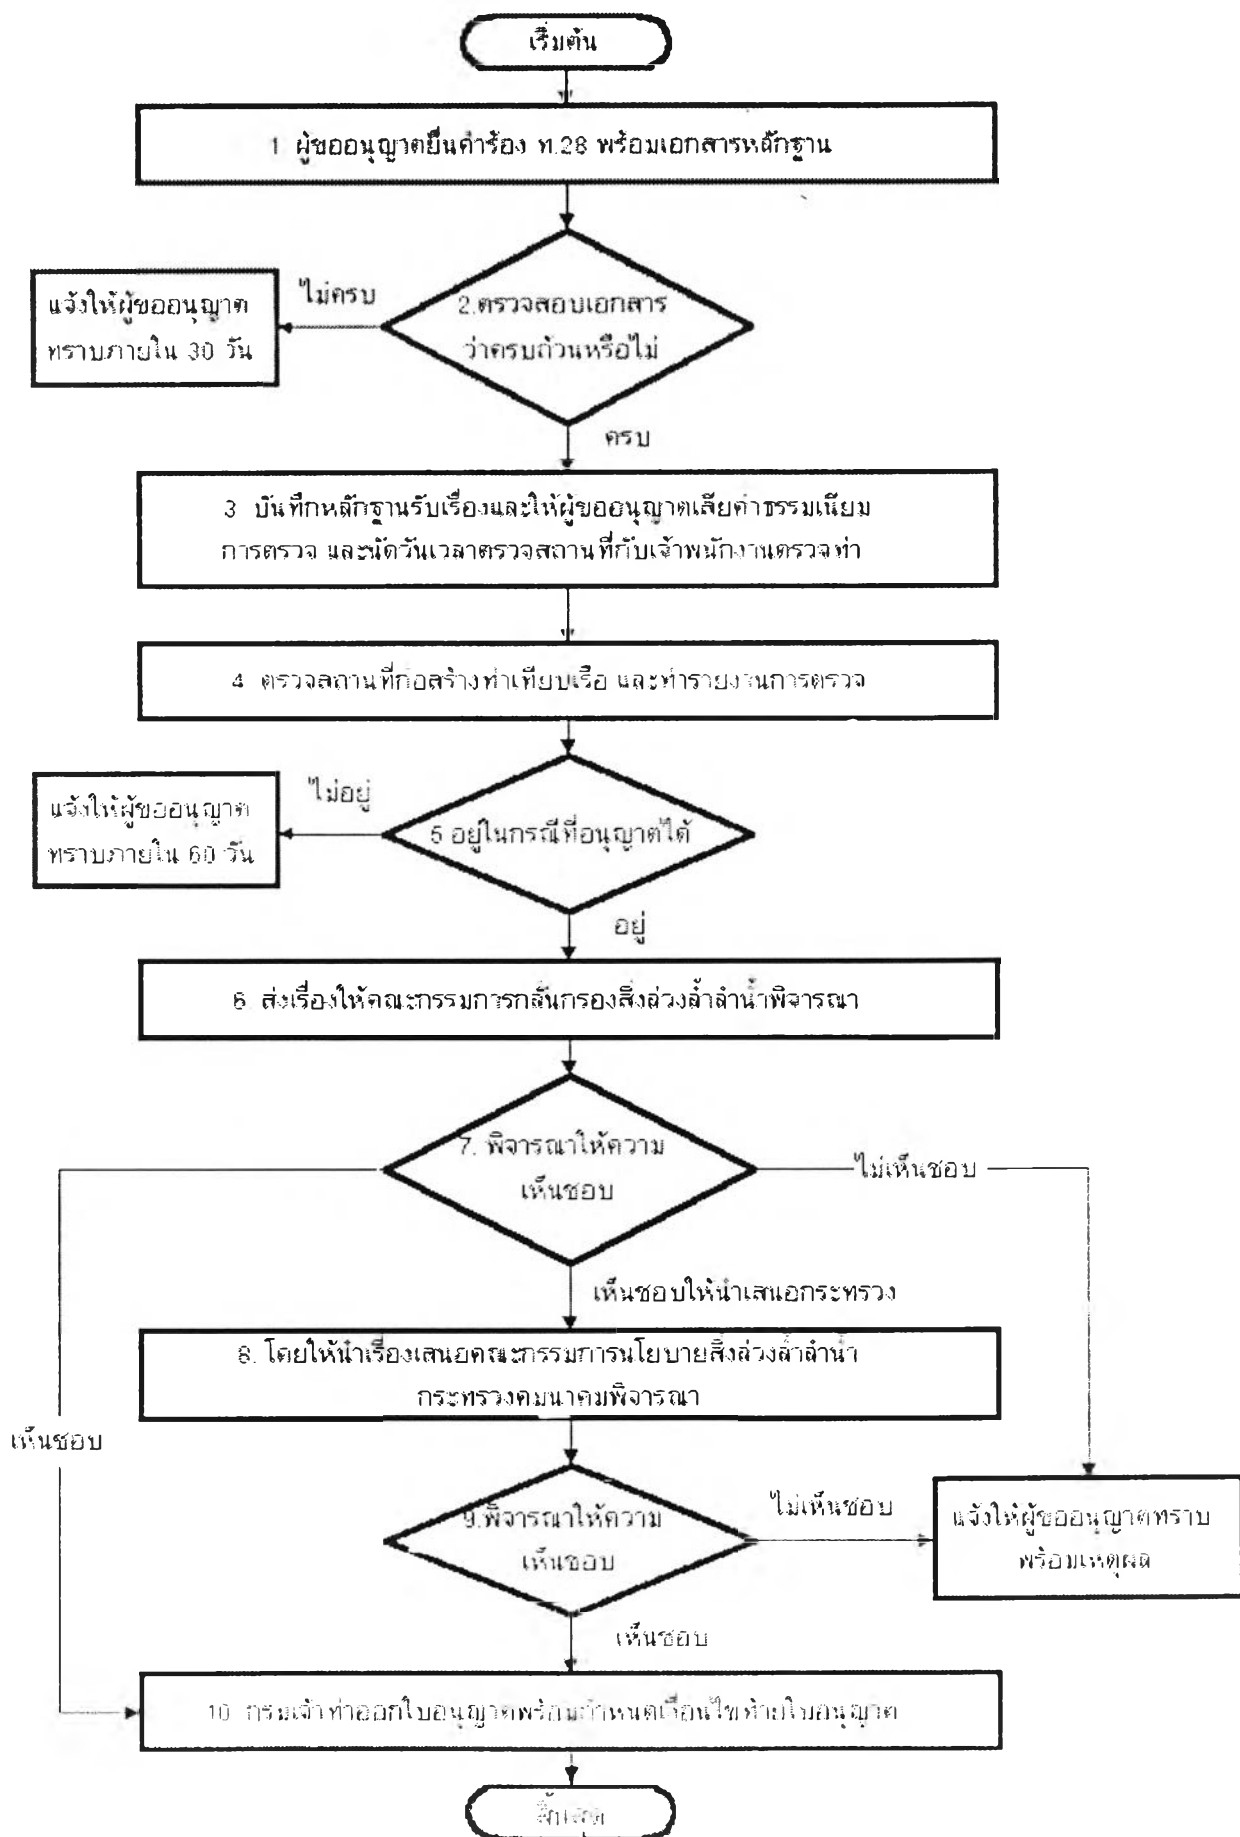 เริ่มต้น
1 ผู้ขออนุญาตยื่นคำร้อง ท.28 พร้อมเอกสารหลักฐาน
ไม่ครบ
แจ้งให้ผู้ขออนุญาต
ทราบภายใน 30 วัน
2.ตรวจสอบเอกสาร
ว่าครบถ้วนหรือไม่
ครบ
3 บันทึกหลักฐานรับเรื่องและให้ผู้ขออนุญาตเสียค่าธรรมเนียม
การตรวจ และนัดวันเวลาตรวจสถานที่กับเจ้าพนักงานตรวจท่า
4 ตรวจสถานที่ก่อสร้างท่าเทียบเรือ และทำรายงานการตรวจ
ไม่อยู่
แจ้งให้ผู้ขออนุญาต
ทราบภายใน 60 วัน
5 อยู่ในกรณีที่อนุญาตได้
อยู่
6. ส่งเรื่องให้คณะกรรมการกลั่นกรองสิ่งล่วงล้ำลำน้ำพิจารณา
7. พิจารณาให้ความ
เห็นชอบ
ไม่เห็นชอบ
เห็นชอบให้นำเสนอกระทรวง
8. โดยให้นำเรื่องเสนอคณะกรรมการนโยบายสิ่งล่วงล้ำลำน้ำ
กระทรวงคมนาคมพิจารณา
เห็นชอบ
9.พิจารณาให้ความ
เห็นชอบ
ไม่เห็นชอบ
แจ้งให้ผู้ขออนุญาตทราบ
พร้อมเหตุผล
เห็นชอบ
10 กรมเจ้าท่าออกใบอนุญาตพร้อมกำหนดเงื่อนไขท้ายใบอนุญาต
สิ้นสุด